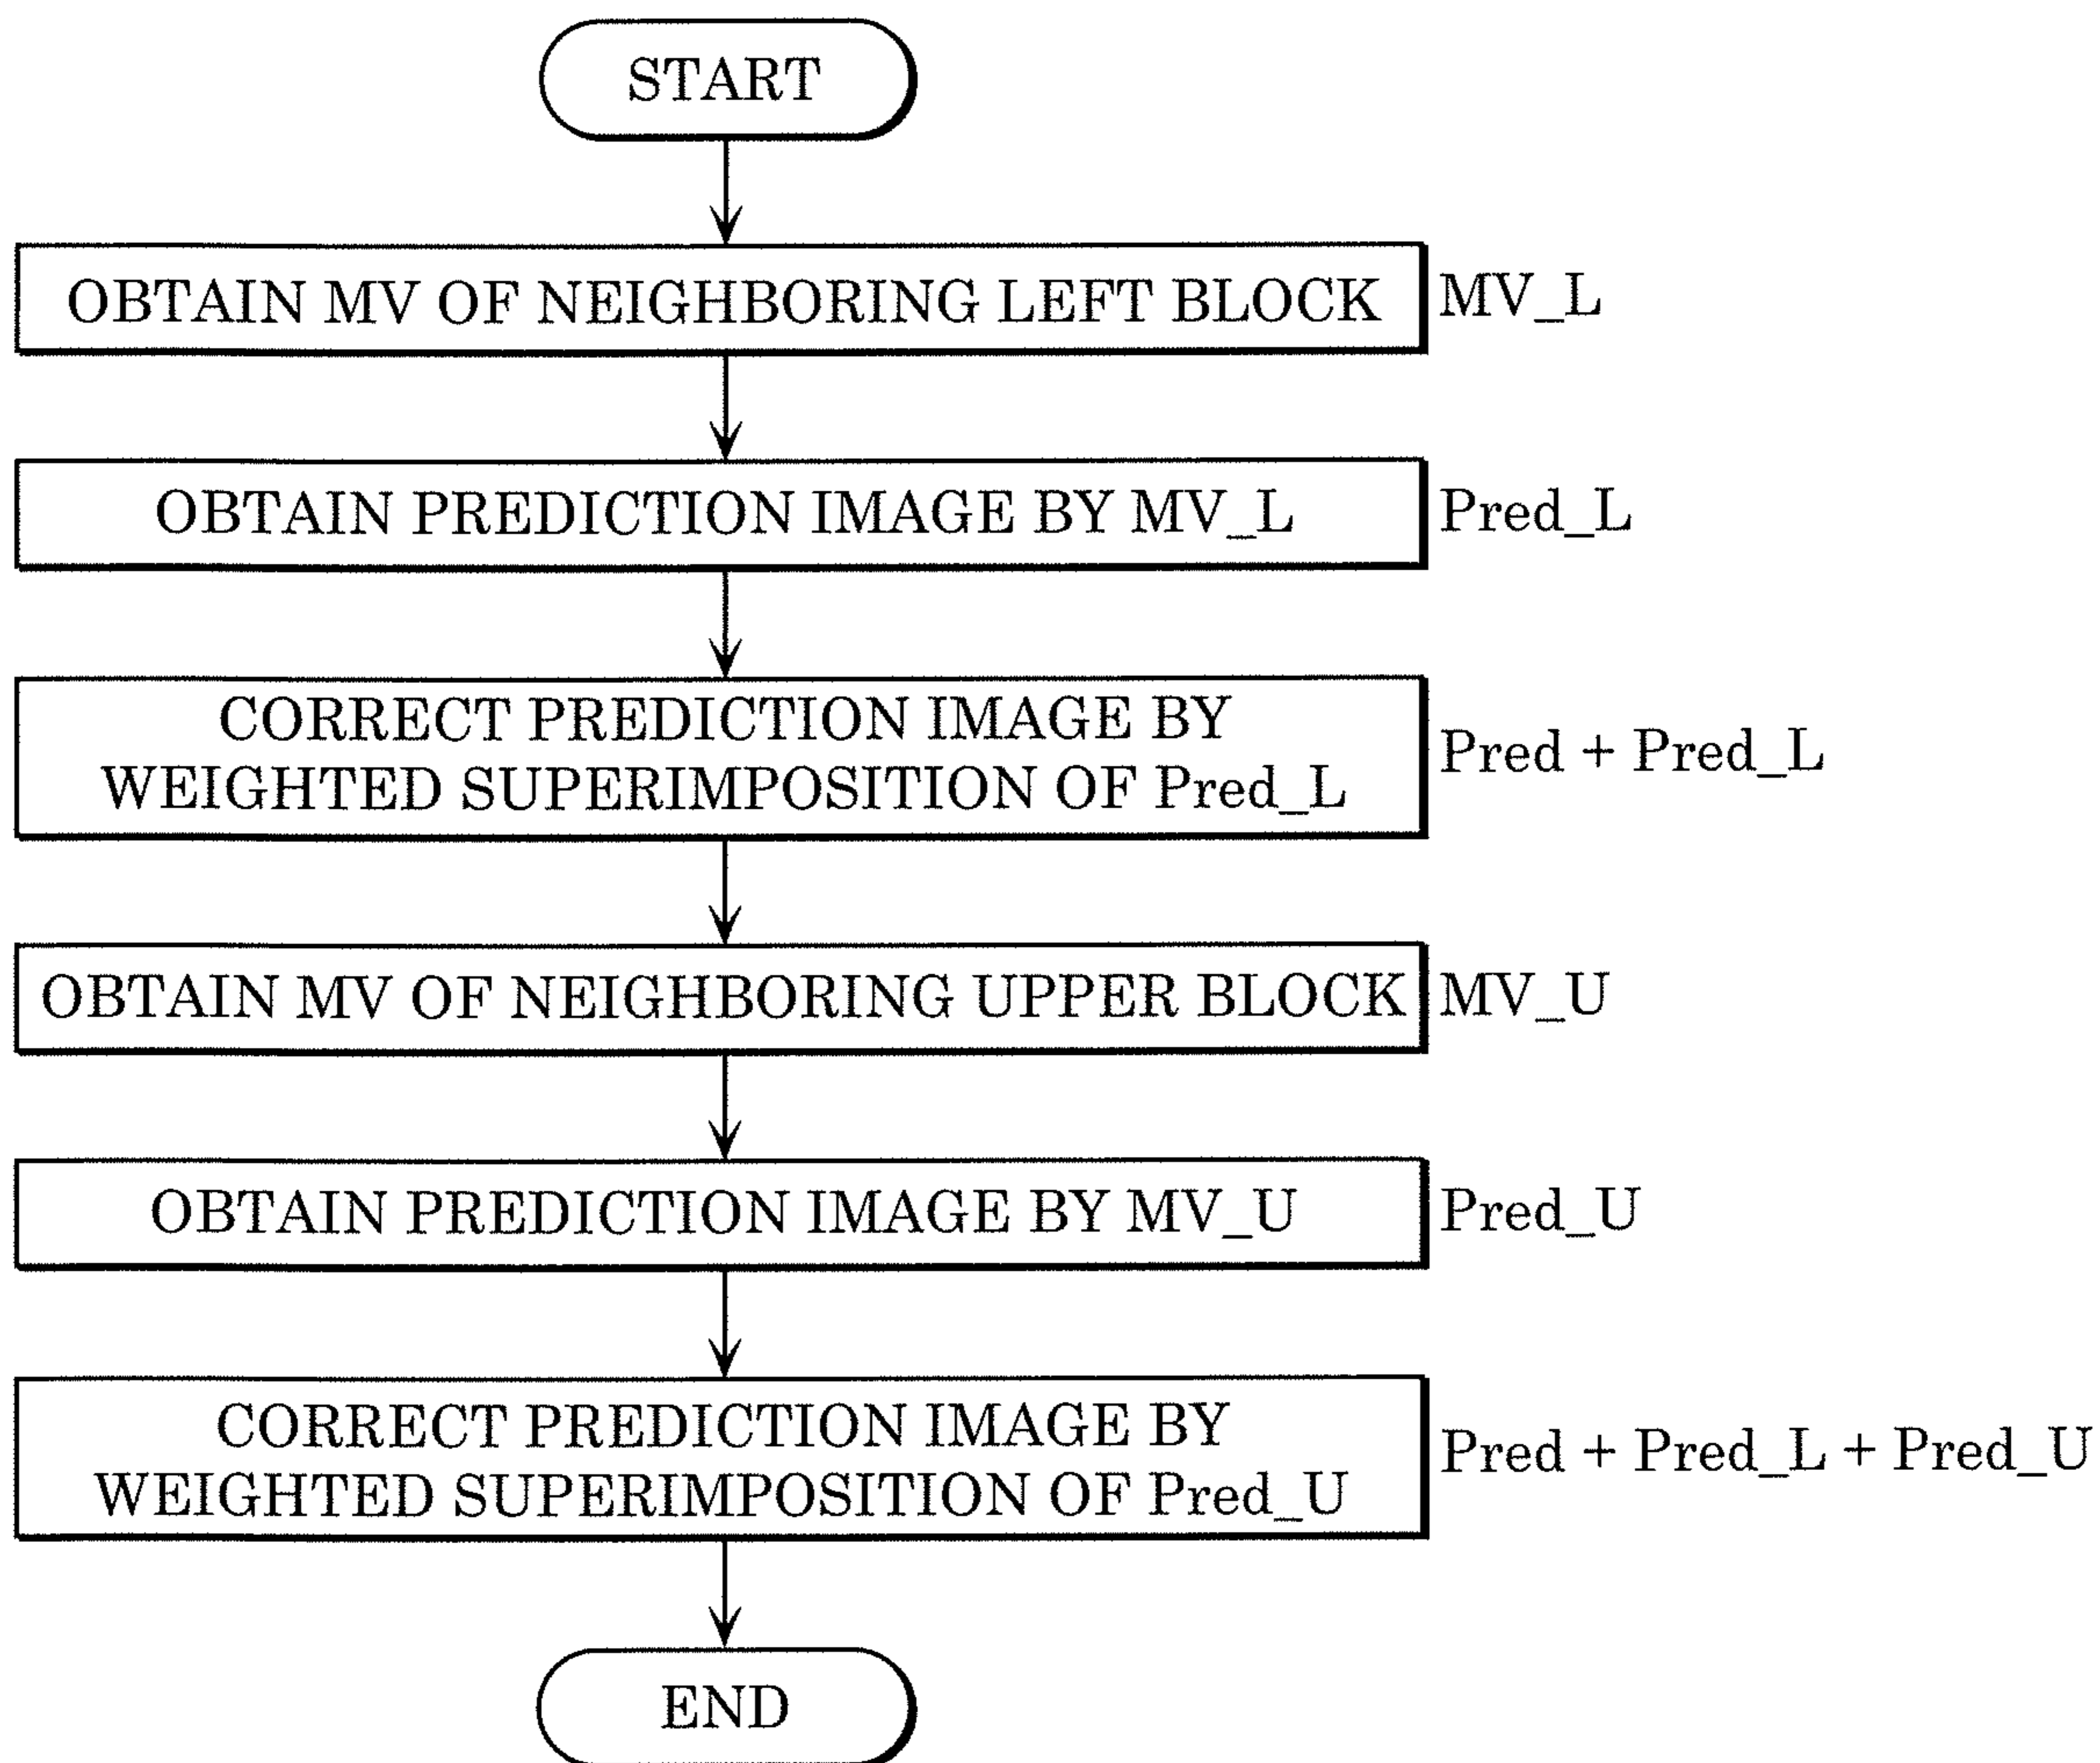 START
OBTAIN MV OF NEIGHBORING LEFT BLOCK
MV_L
OBTAIN PREDICTION IMAGE BY MV_L
Pred_L
CORRECT PREDICTION IMAGE BY
WEIGHTED SUPERIMPOSITION OF Pred_L
Pred + Pred_L
OBTAIN MV OF NEIGHBORING UPPER BLOCK
MV_U
OBTAIN PREDICTION IMAGE BY MV_U
Pred_U
CORRECT PREDICTION IMAGE BY
WEIGHTED SUPERIMPOSITION OF Pred_U
Pred + Pred_L + Pred_U
END